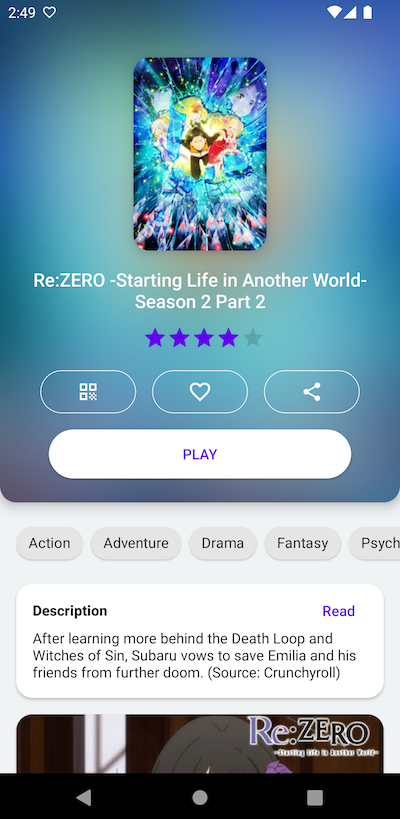 2:49
Re:ZERO -Starting Life in Another World-
Season 2 Part 2
PLAY
Action Adventure Drama Fantasy Psych
Description Read
After learning more behind the Death Loop and
Witches of Sin, Subaru vows to save Emilia and his
friends from further doom. (Source: Crunchyroll)
Re:ZERO
-Starting Life in Another World-